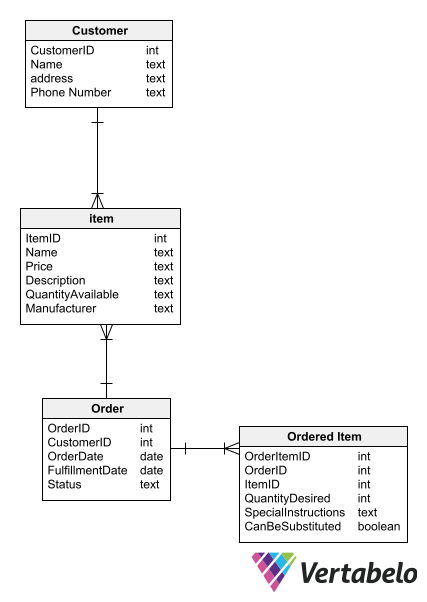 Customer
CustomerID int
Name text
address text
Phone Number text
item
ItemID int
Name text
Price text
Description text
QuantityAvailable text
Manufacturer text
Order
OrderID int
CustomerID int
OrderDate date
FulfillmentDate date
Status text
Ordered Item
OrderItemID int
OrderID int
ItemID int
QuantityDesired int
SpecialInstructions text
CanBeSubstituted boolean
Vertabelo